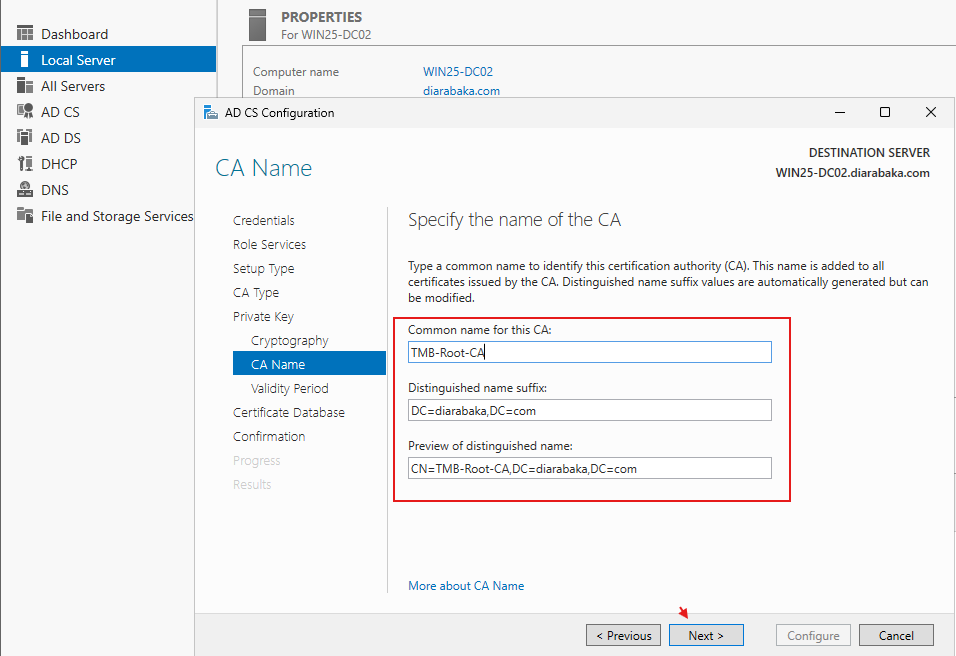 PROPERTIES
For WIN25-DC02
Dashboard
Local Server
All Servers
AD CS
AD DS
DHCP
DNS
File and Storage Services
Computer name
WIN25-DC02
Domain
diarabaka.com
AD CS Configuration
CA Name
DESTINATION SERVER
WIN25-DC02.diarabaka.com
Credentials
Role Services
Setup Type
CA Type
Private Key
Cryptography
CA Name
Validity Period
Certificate Database
Confirmation
Progress
Results
Specify the name of the CA
Type a common name to identify this certification authority (CA). This name is added to all
certificates issued by the CA. Distinguished name suffix values are automatically generated but can
be modified.
Common name for this CA:
TMB-Root-CA
Distinguished name suffix:
DC=diarabaka,DC=com
Preview of distinguished name:
CN=TMB-Root-CA,DC=diarabaka,DC=com
More about CA Name
< Previous
Next >
Configure
Cancel